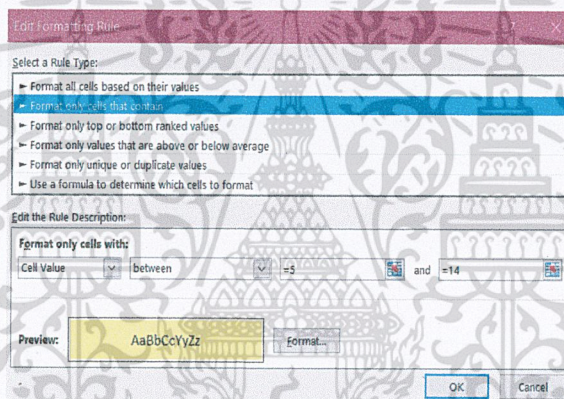 Edit Formatting Rule ? ×
Select a Rule Type:
► Format all cells based on their values
► Format only cells that contain
► Format only top or bottom ranked values
► Format only values that are above or below average
► Format only unique or duplicate values
► Use a formula to determine which cells to format
Edit the Rule Description:
Format only cells with:
Cell Value between =5 and =14
Preview: AaBbCcYyZz Format...
OK Cancel